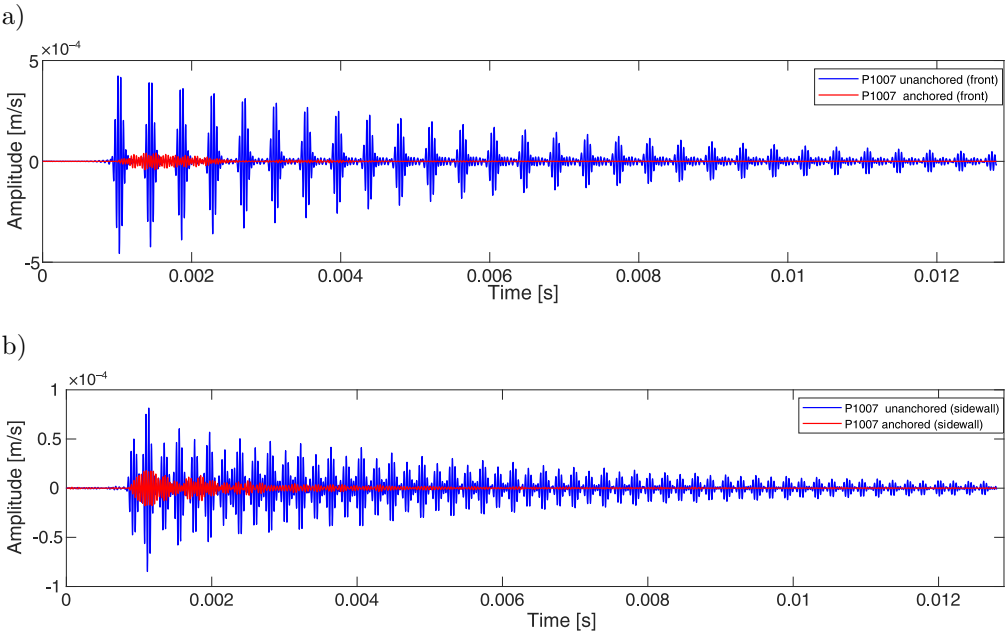 a)
×10⁻⁴
5
0
-5
Amplitude [m/s]
P1007 unanchored (front)
P1007 anchored (front)
0 0.002 0.004 0.006 0.008 0.01 0.012
Time [s]
b)
×10⁻⁴
1
0.5
0
-0.5
-1
Amplitude [m/s]
P1007 unanchored (sidewall)
P1007 anchored (sidewall)
0 0.002 0.004 0.006 0.008 0.01 0.012
Time [s]